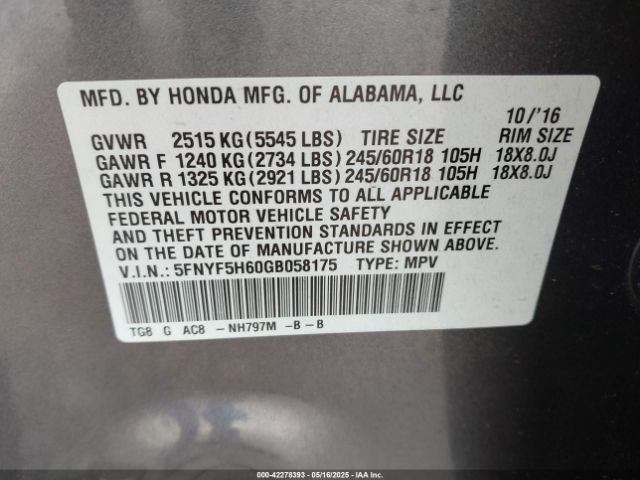 MFD. BY HONDA MFG. OF ALABAMA, LLC
10/'16
GVWR 2515 KG (5545 LBS) TIRE SIZE RIM SIZE
GAWR F 1240 KG (2734 LBS) 245/60R18 105H 18X8.0J
GAWR R 1325 KG (2921 LBS) 245/60R18 105H 18X8.0J
THIS VEHICLE CONFORMS TO ALL APPLICABLE
FEDERAL MOTOR VEHICLE SAFETY
AND THEFT PREVENTION STANDARDS IN EFFECT
ON THE DATE OF MANUFACTURE SHOWN ABOVE.
V.I.N.: 5FNYF5H60GB058175 TYPE: MPV
TG8 G AC8 - NH797M -B - B
000-42278393 - 05/16/2025 - IAA Inc.